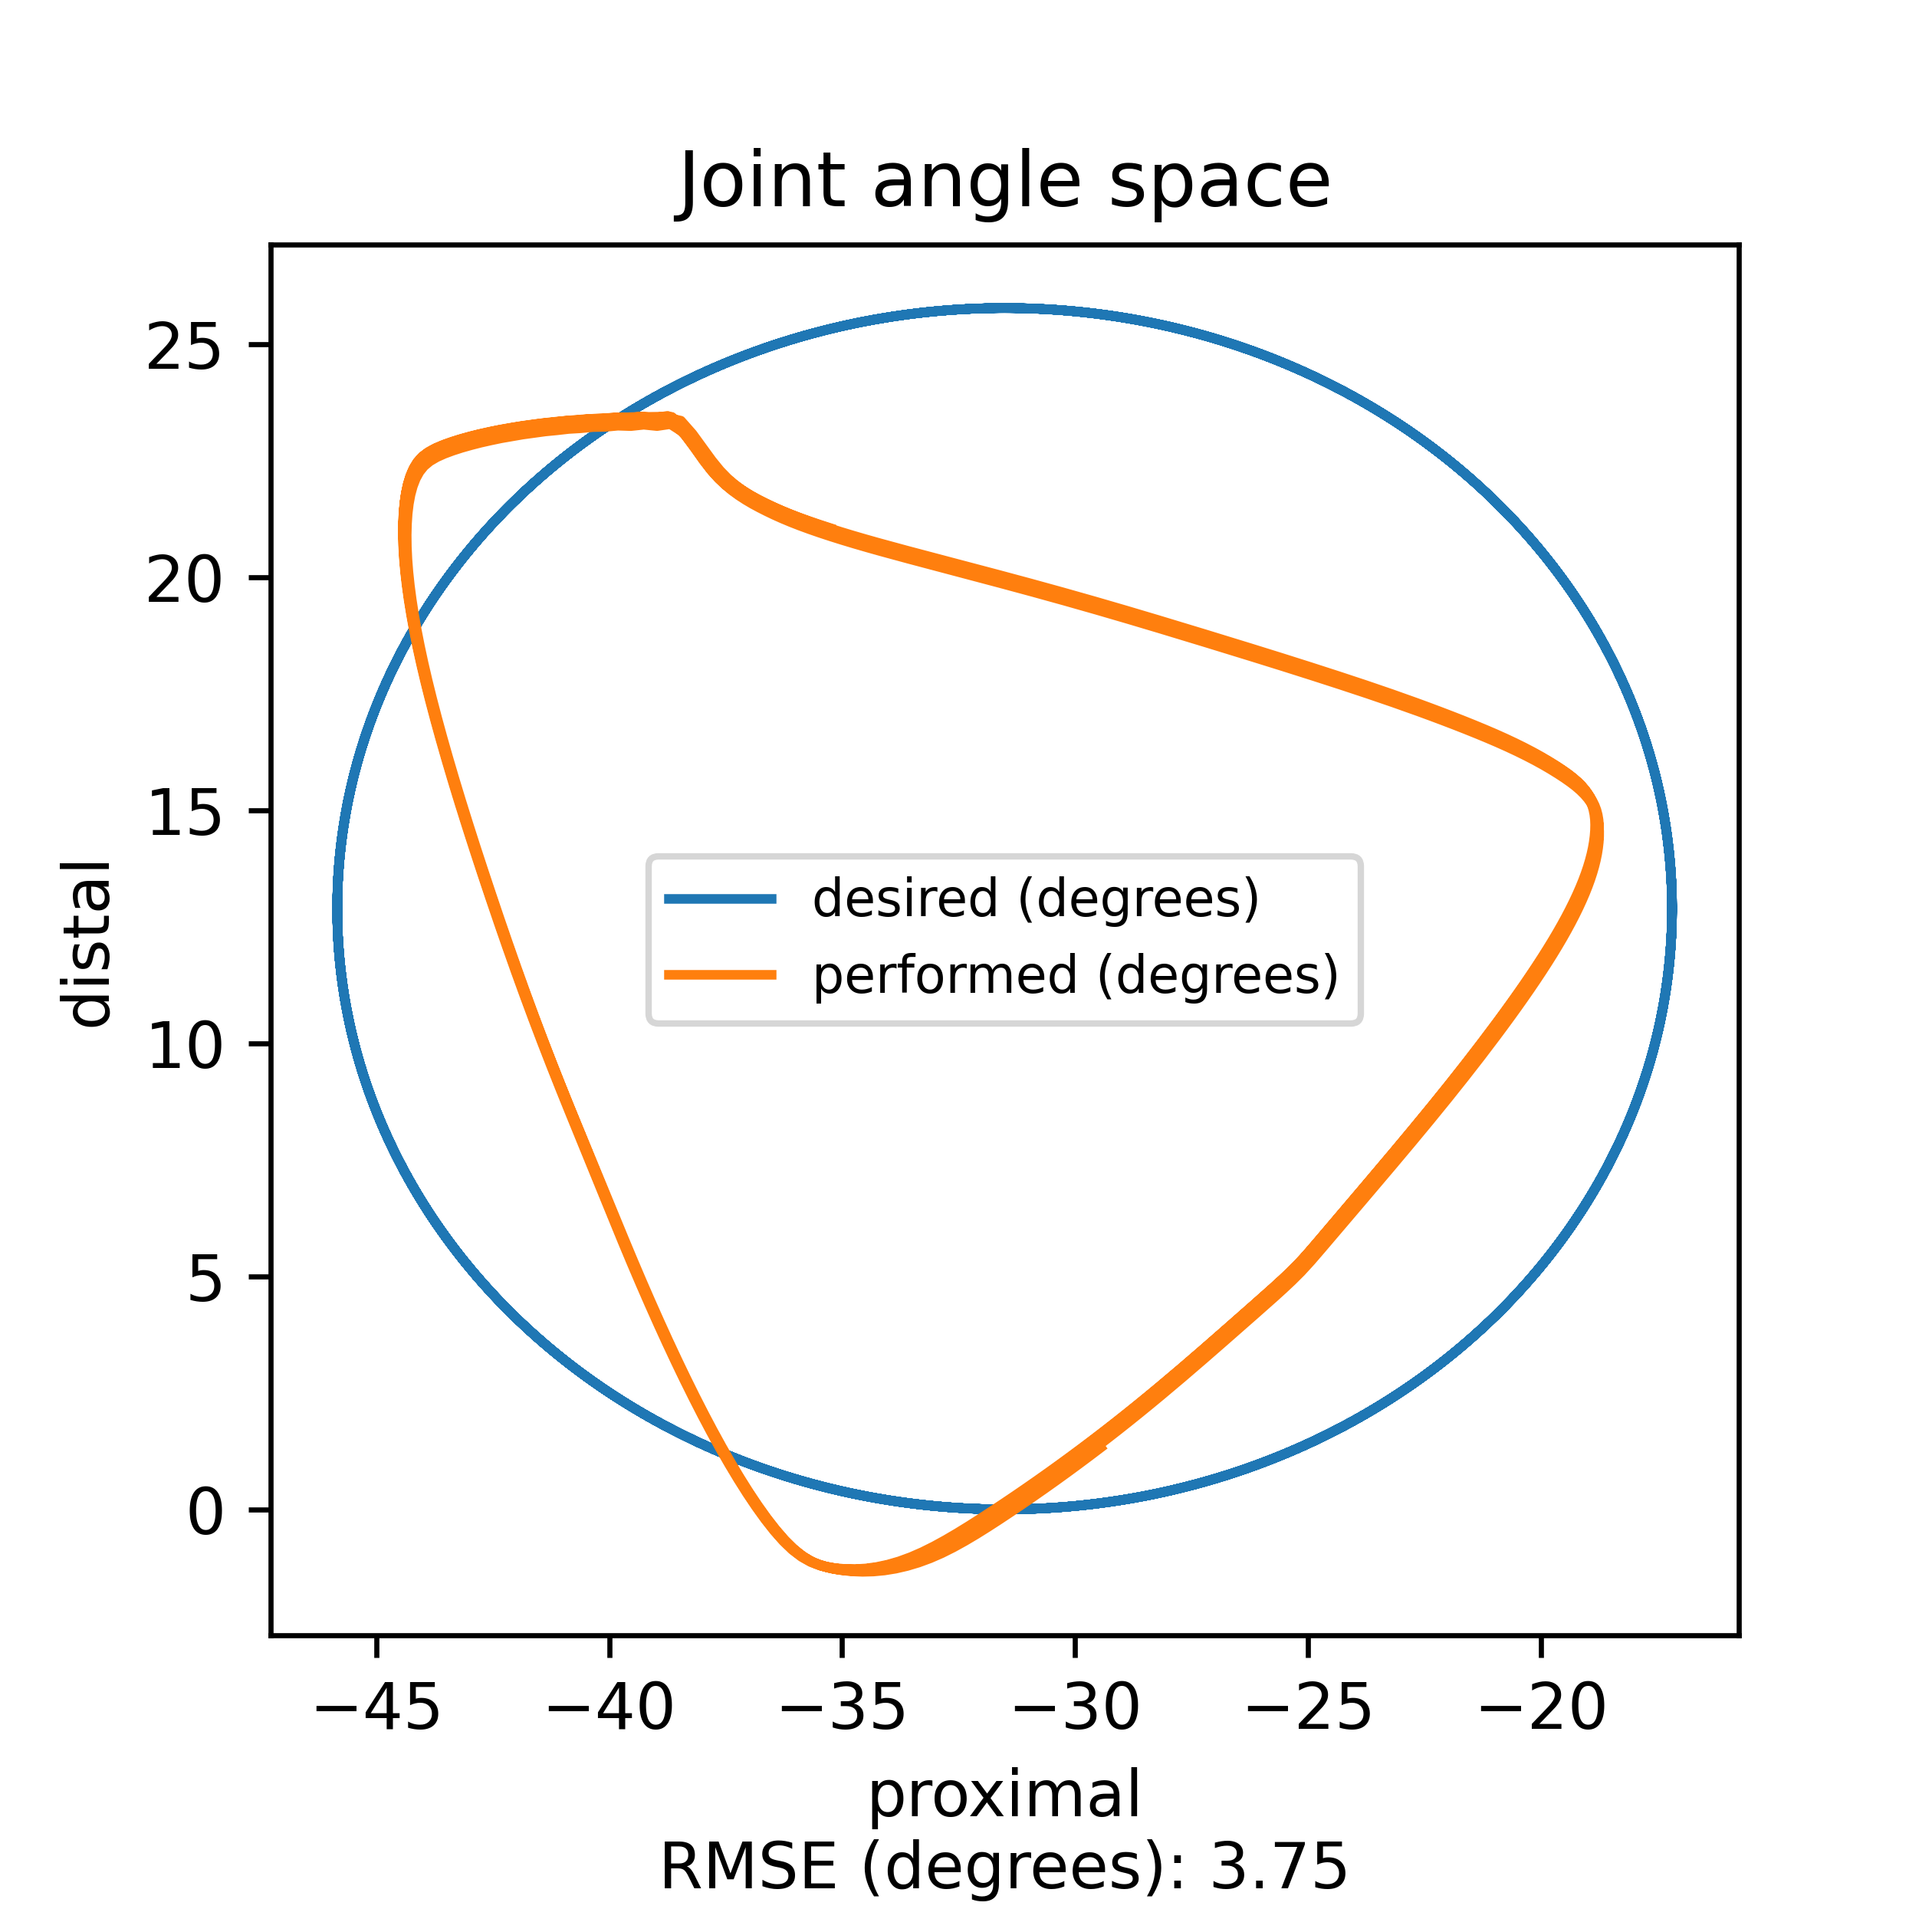 Joint angle space
25
20
15
10
5
0
distal
desired (degrees)
performed (degrees)
−45 −40 −35 −30 −25 −20
proximal
RMSE (degrees): 3.75